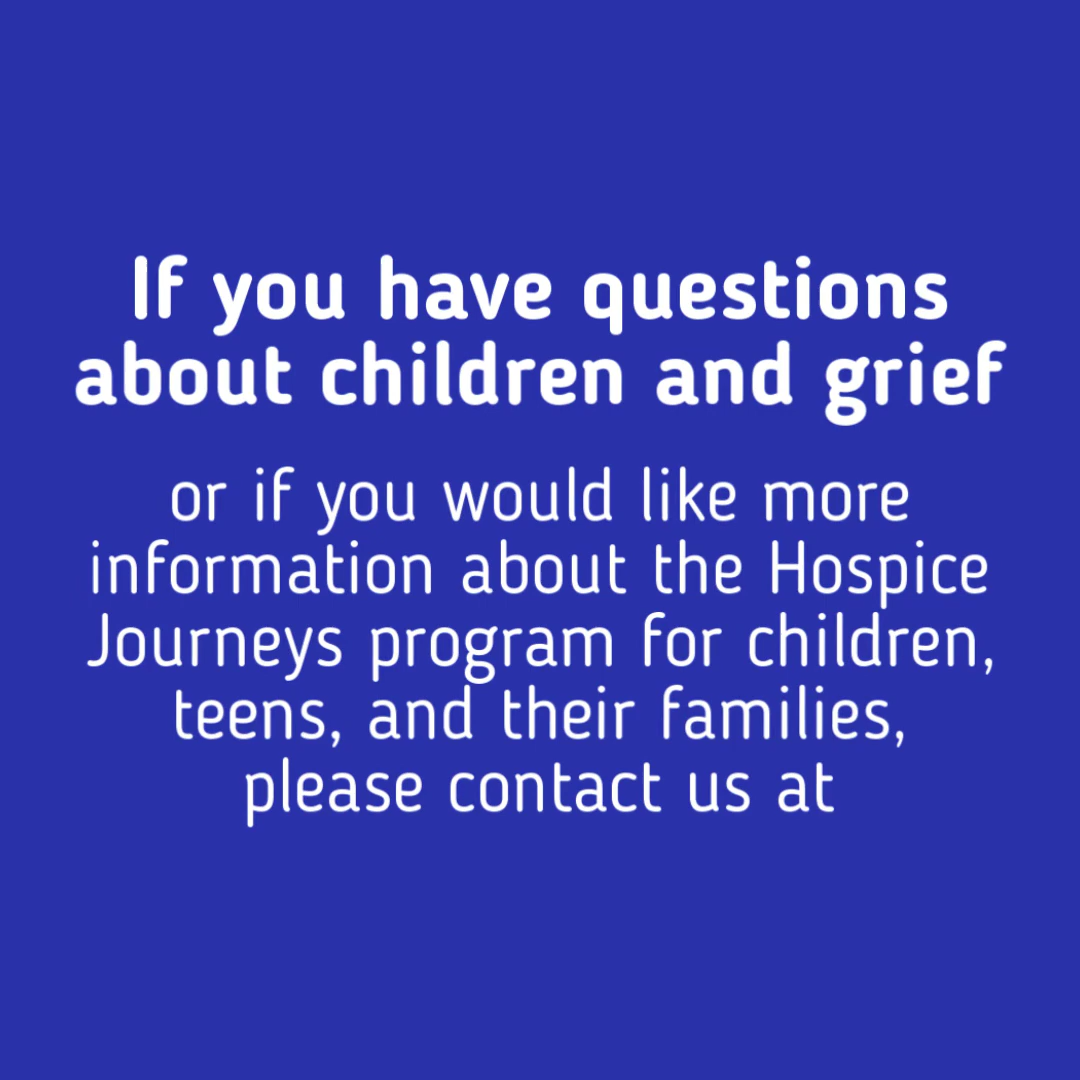 If you have questions
about children and grief
or if you would like more
information about the Hospice
Journeys program for children,
teens, and their families,
please contact us at